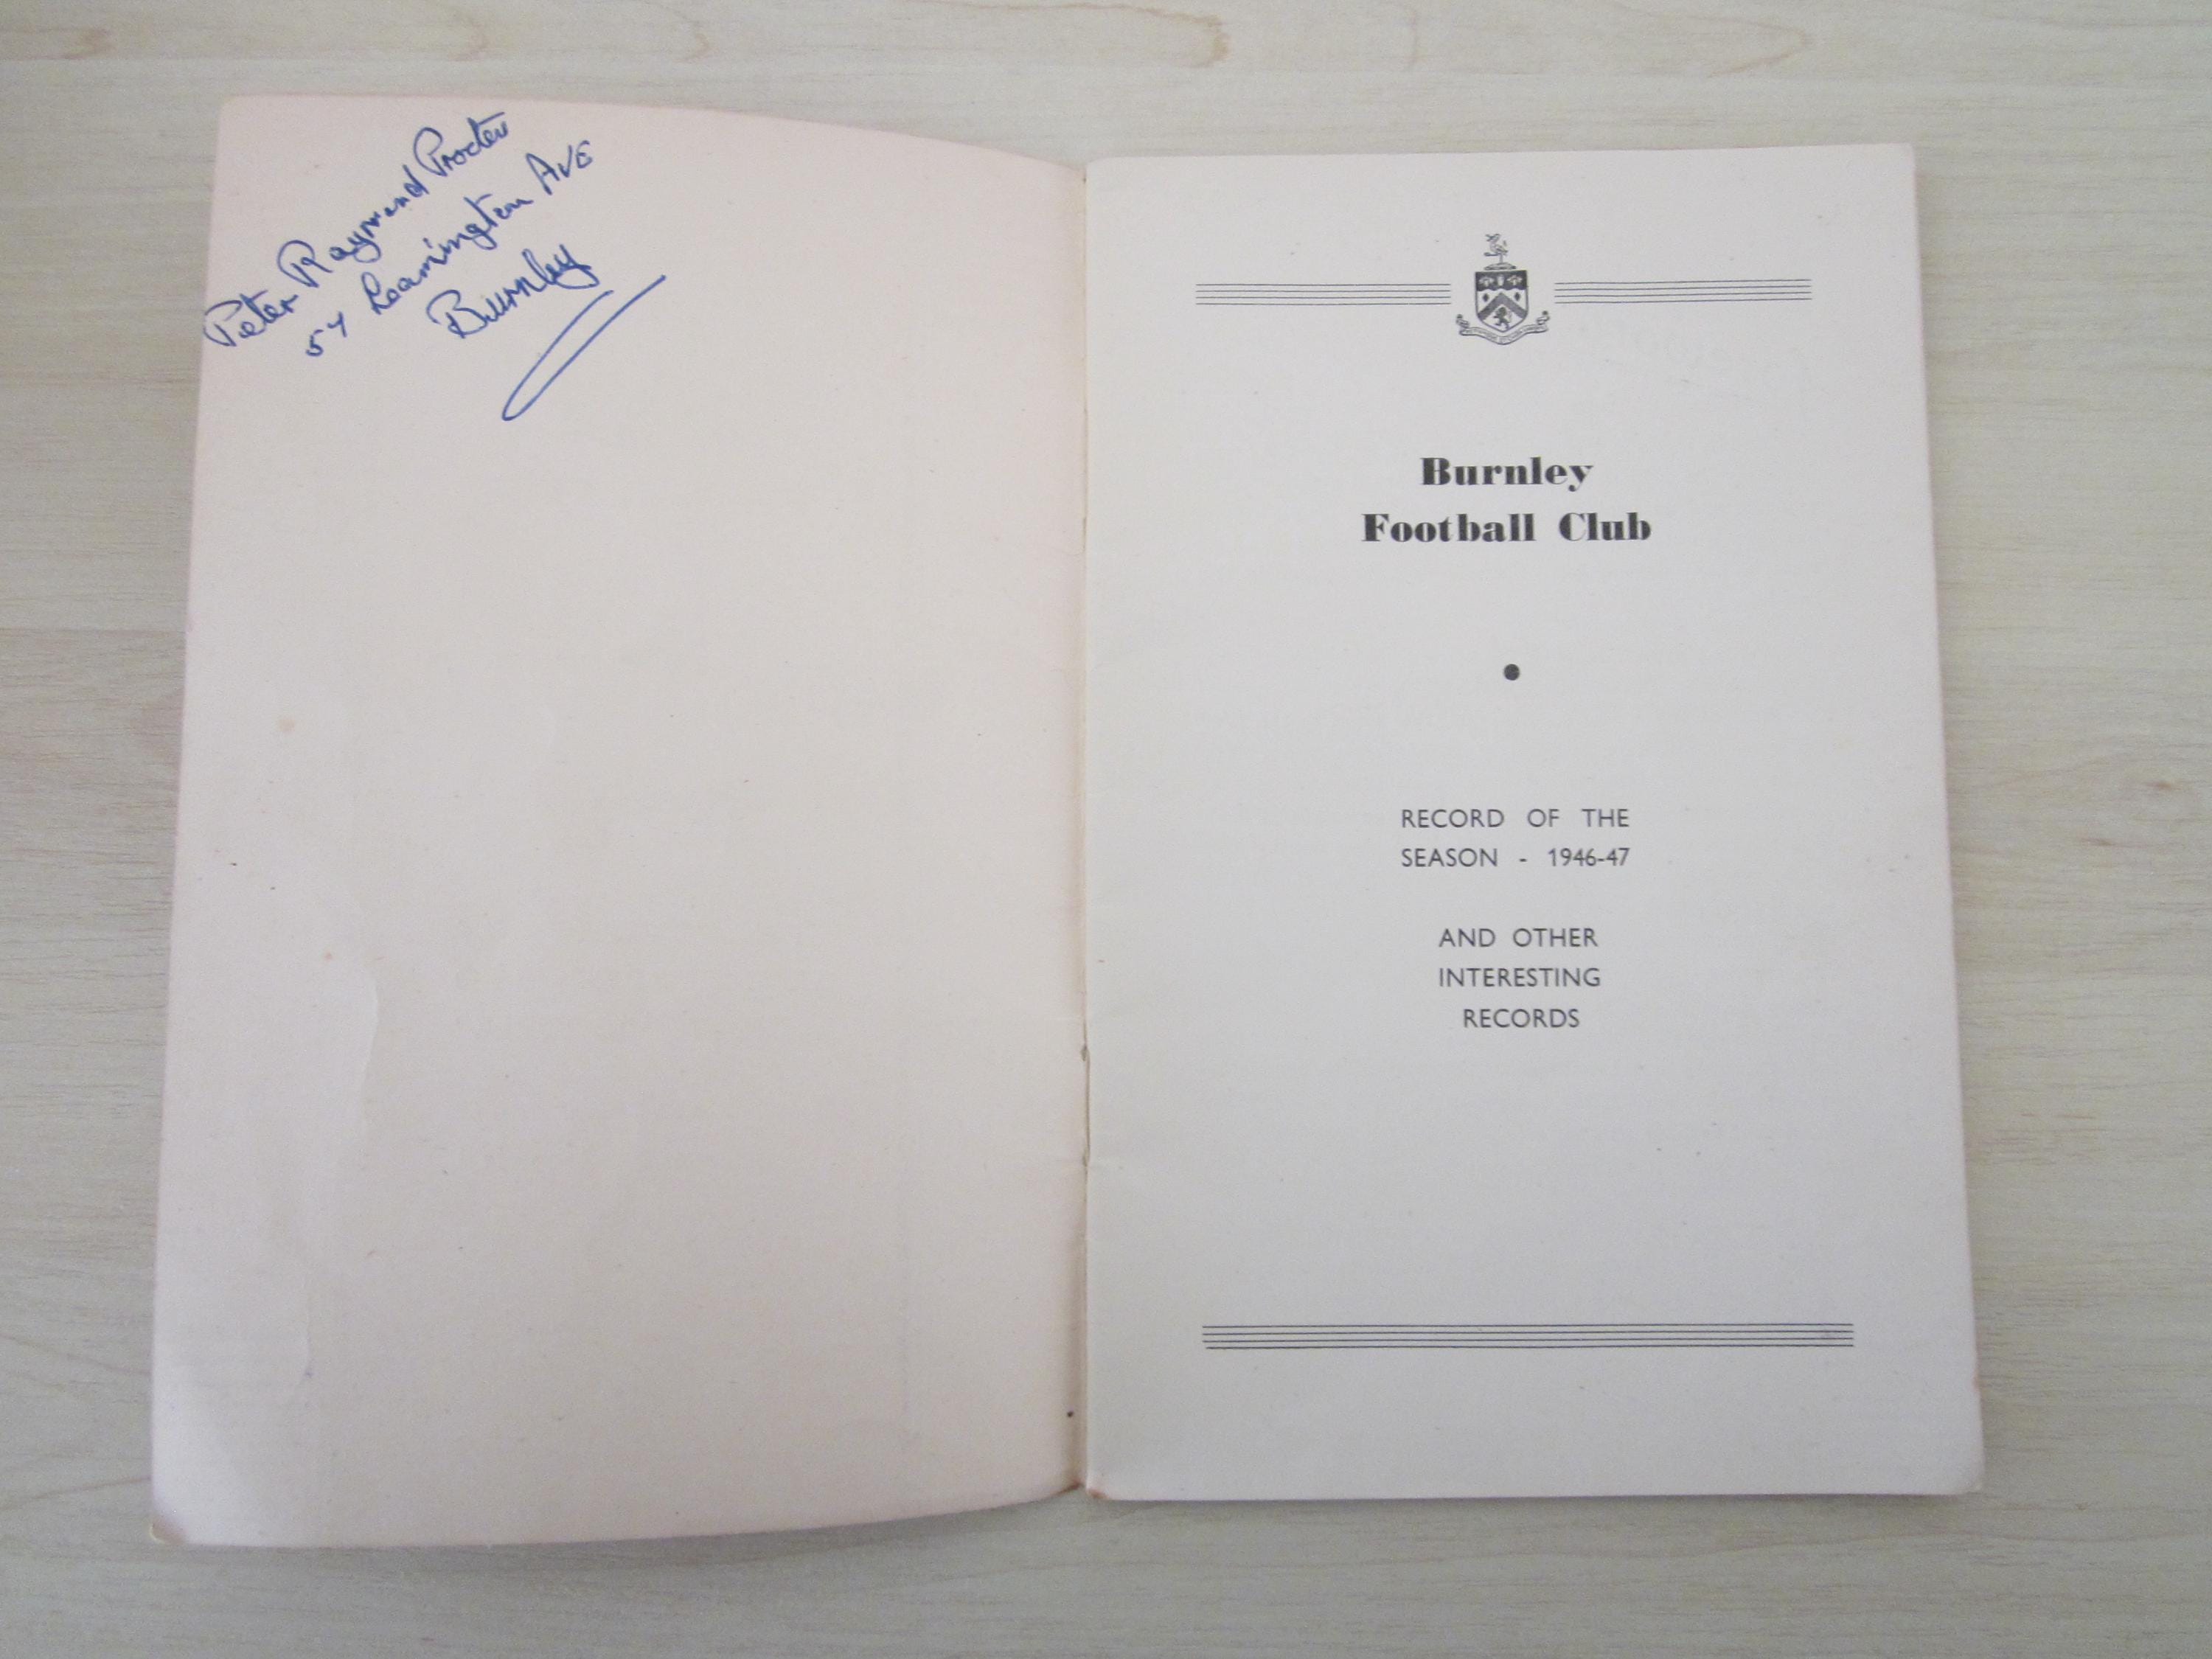 Peter Raymond Procter
57 Leamington AVE
Burnley
Burnley
Football Club
RECORD OF THE
SEASON - 1946-47
AND OTHER
INTERESTING
RECORDS